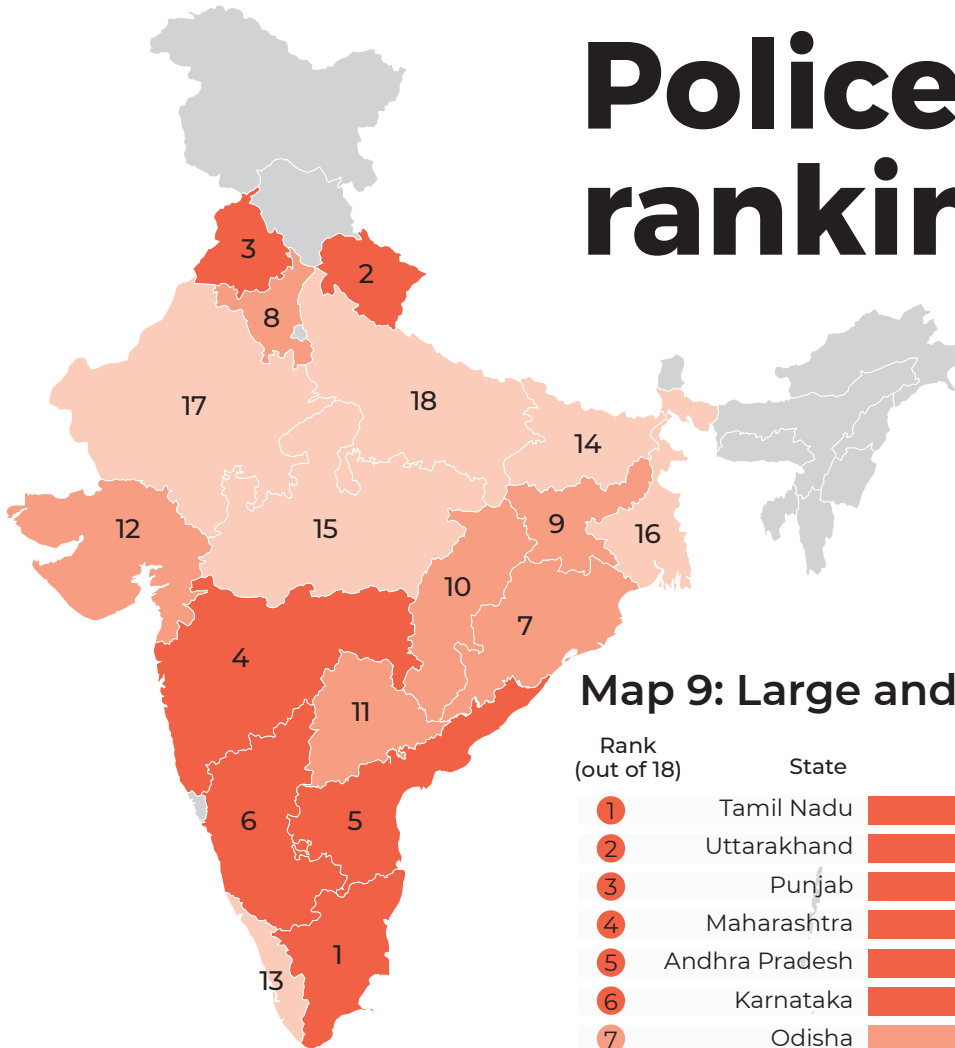 Police
rankin
3
2
8
17
18
14
12
15
9
16
10
7
4
11
6
5
1
13
Map 9: Large and
Rank
(out of 18)
State
1 Tamil Nadu
2 Uttarakhand
3 Punjab
4 Maharashtra
5 Andhra Pradesh
6 Karnataka
7 Odisha